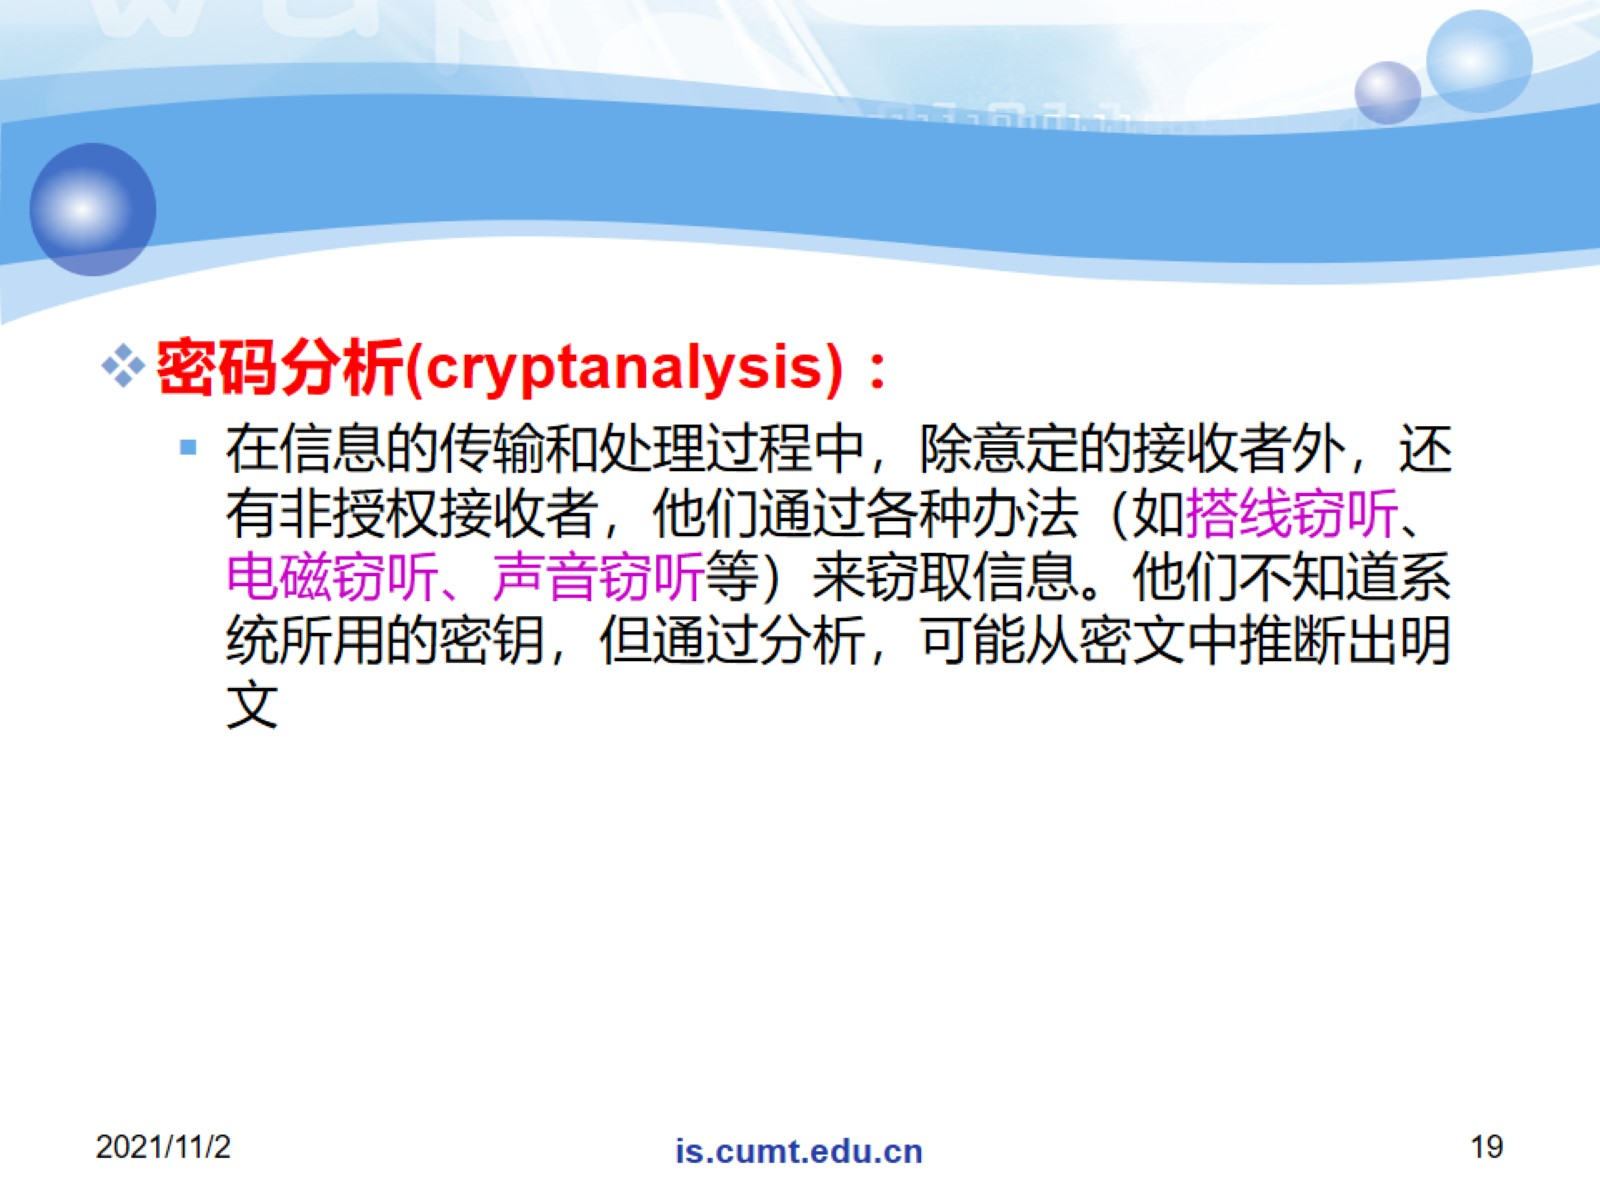 密码分析(cryptanalysis)：
在信息的传输和处理过程中，除意定的接收者外，还
有非授权接收者，他们通过各种办法（如搭线窃听、
电磁窃听、声音窃听等）来窃取信息。他们不知道系
统所用的密钥，但通过分析，可能从密文中推断出明
文
2021/11/2
is.cumt.edu.cn
19